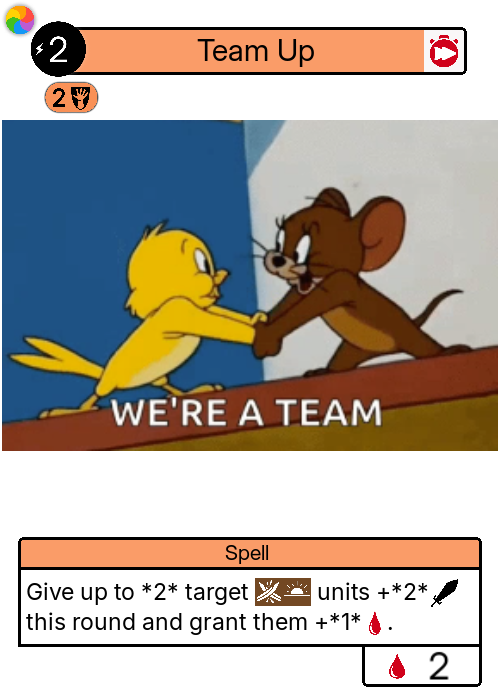 2
Team Up
2
WE'RE A TEAM
Spell
Give up to *2* target units +*2*
this round and grant them +*1* .
2